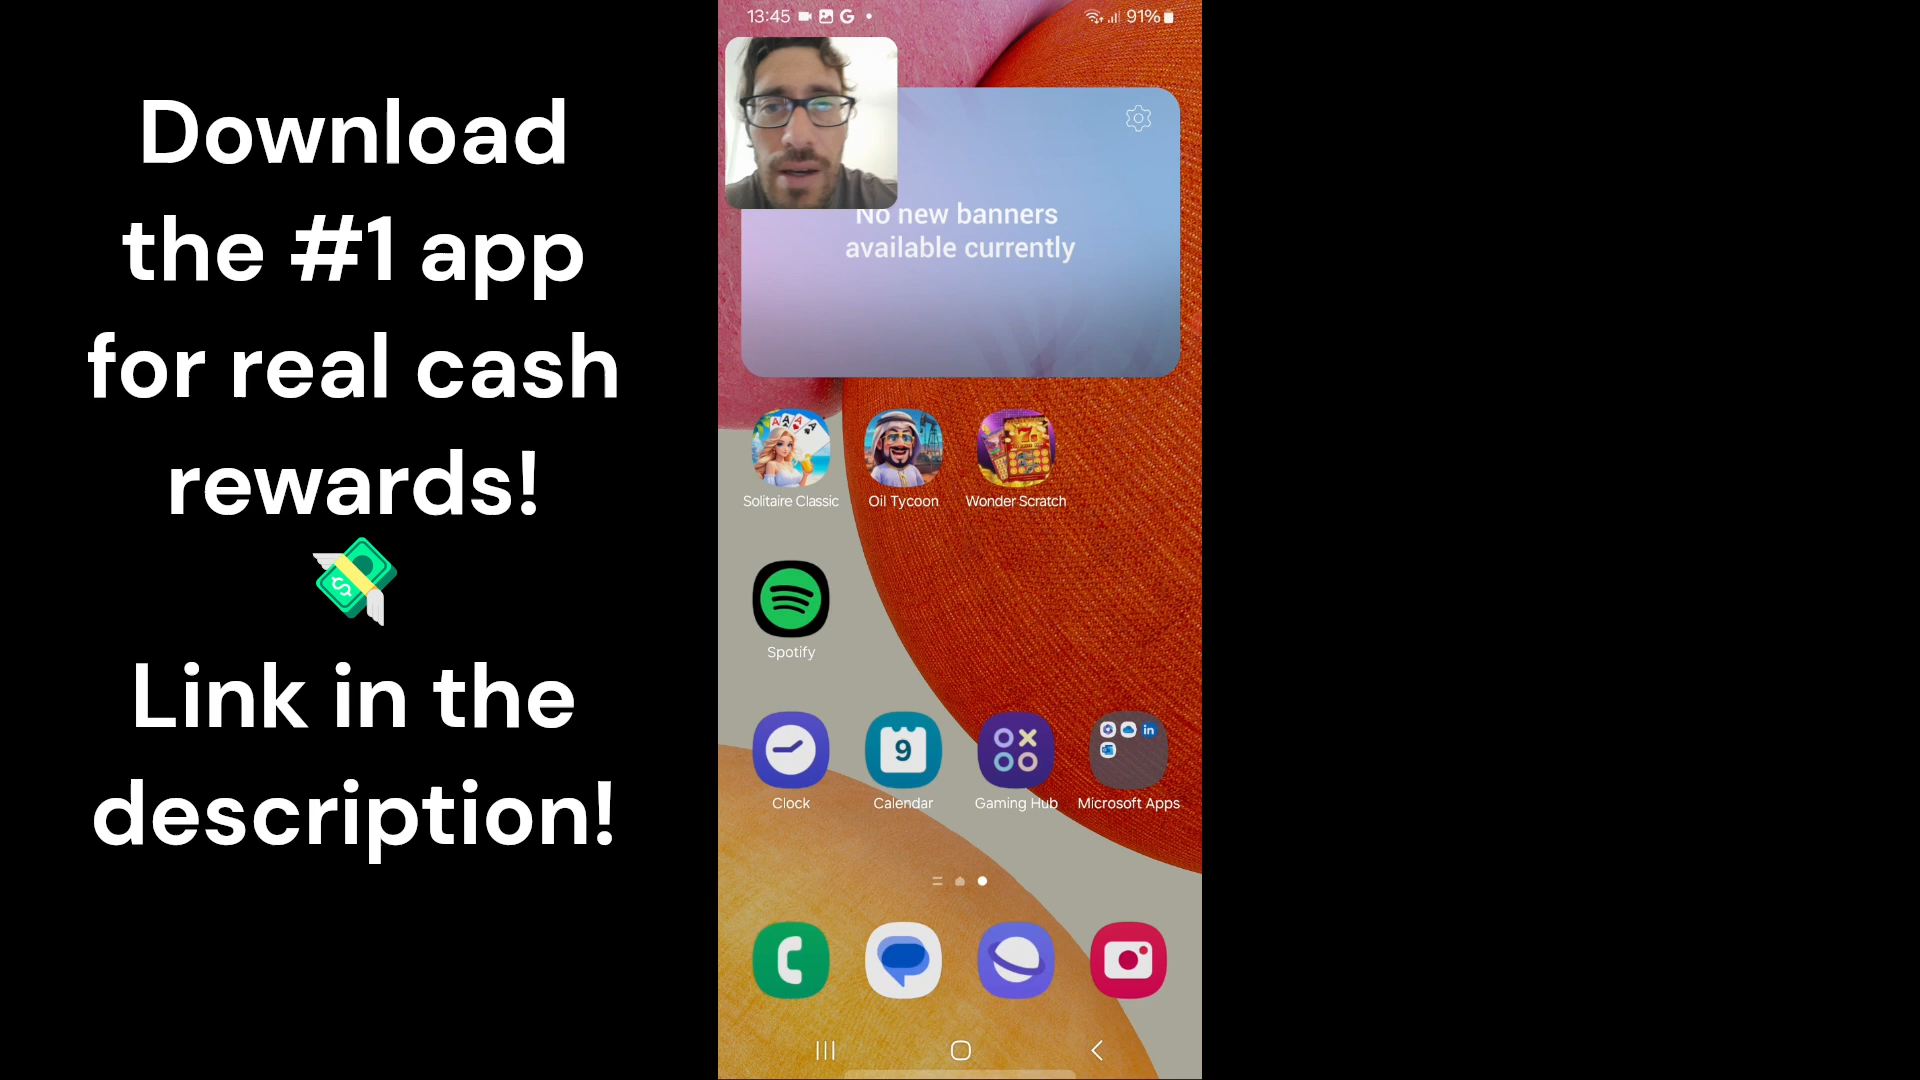 Download
the #1 app
for real cash
rewards!
Link in the
description!
13:45
91%
No new banners
available currently
Solitaire Classic
Oil Tycoon
Wonder Scratch
Spotify
9
Clock
Calendar
Gaming Hub
Microsoft Apps